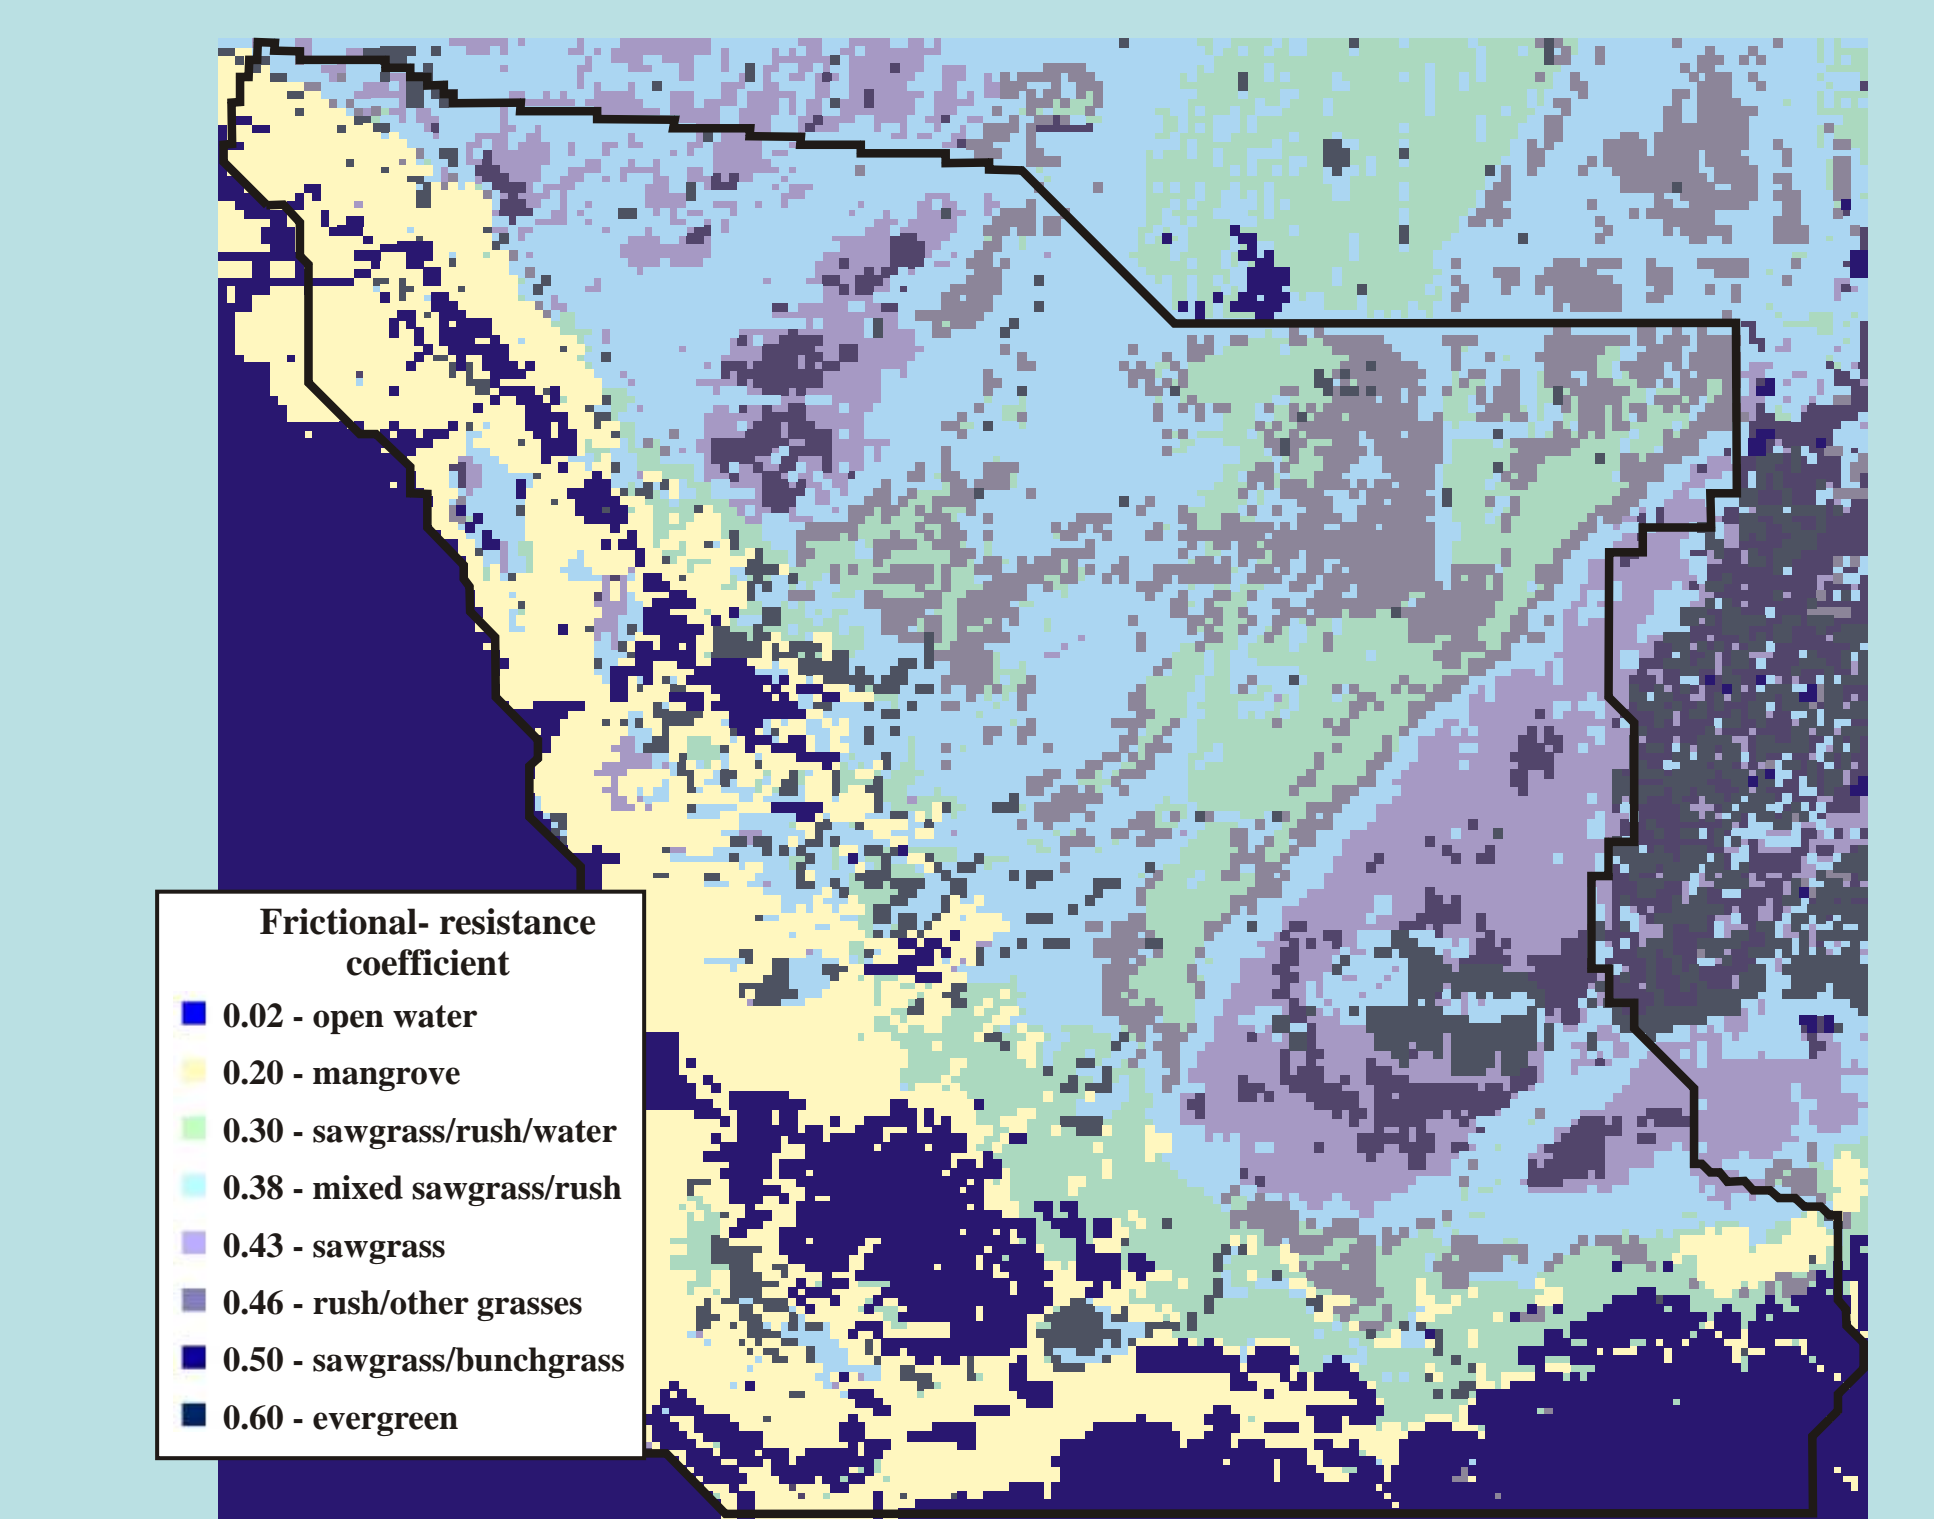 Frictional- resistance
coefficient
0.02 - open water
0.20 - mangrove
0.30 - sawgrass/rush/water
0.38 - mixed sawgrass/rush
0.43 - sawgrass
0.46 - rush/other grasses
0.50 - sawgrass/bunchgrass
0.60 - evergreen